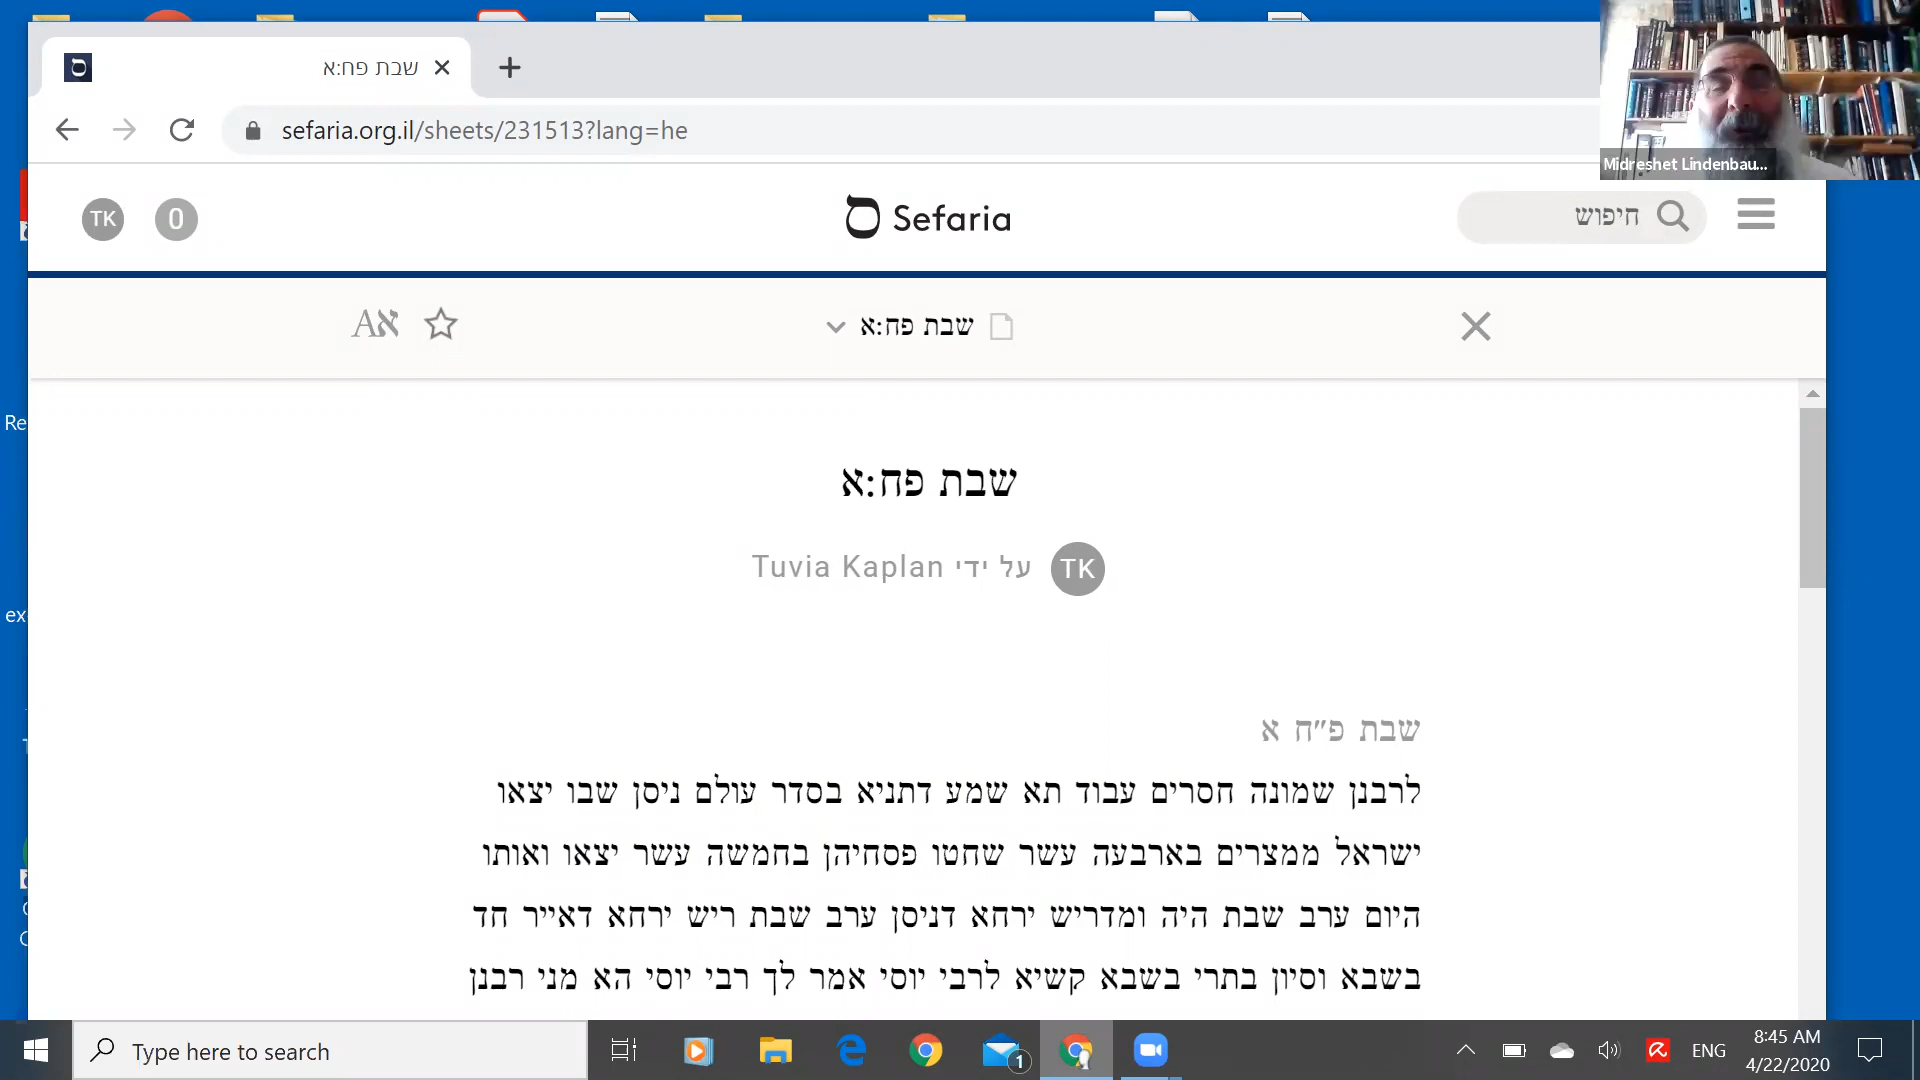 שבת פח:א
sefaria.org.il/sheets/231513?lang=he
Midreshet Lindenbau...
TK
0
Sefaria
חיפוש
Aא
שבת פח:א
Re
שבת פח:א
TK על ידי Tuvia Kaplan
ex
שבת פ״ח א
לרבנן שמונה חסרים עבוד תא שמע דתניא בסדר עולם ניסן שבו יצאו
ישראל ממצרים בארבעה עשר שחטו פסחיהן בחמשה עשר יצאו ואותו
היום ערב שבת היה ומדריש ירחא דניסן ערב שבת ריש ירחא דאייר חד
בשבא וסיון בתרי בשבא קשיא לרבי יוסי אמר לך רבי יוסי הא מני רבנן
Type here to search
1
ENG
8:45 AM
4/22/2020